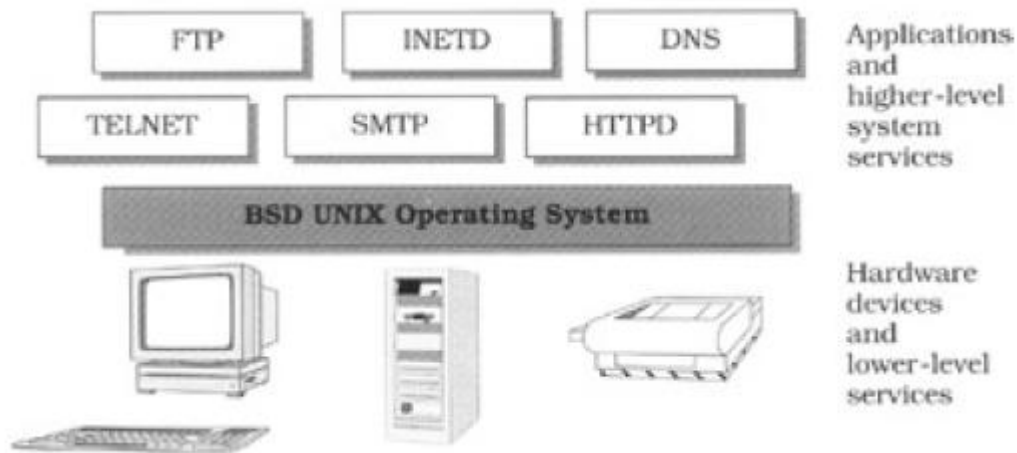 FTP INETD DNS
TELNET SMTP HTTPD
Applications
and
higher-level
system
services
BSD UNIX Operating System
Hardware
devices
and
lower-level
services